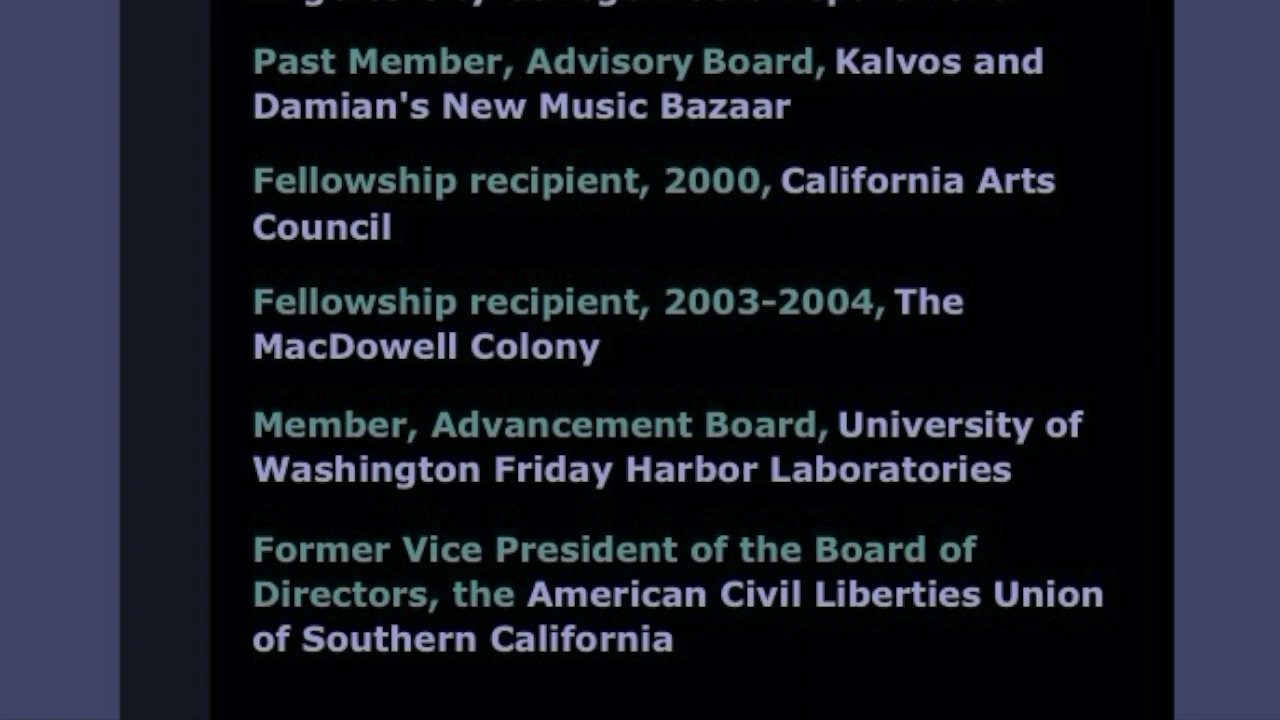 Past Member, Advisory Board, Kalvos and
Damian's New Music Bazaar
Fellowship recipient, 2000, California Arts
Council
Fellowship recipient, 2003-2004, The
MacDowell Colony
Member, Advancement Board, University of
Washington Friday Harbor Laboratories
Former Vice President of the Board of
Directors, the American Civil Liberties Union
of Southern California